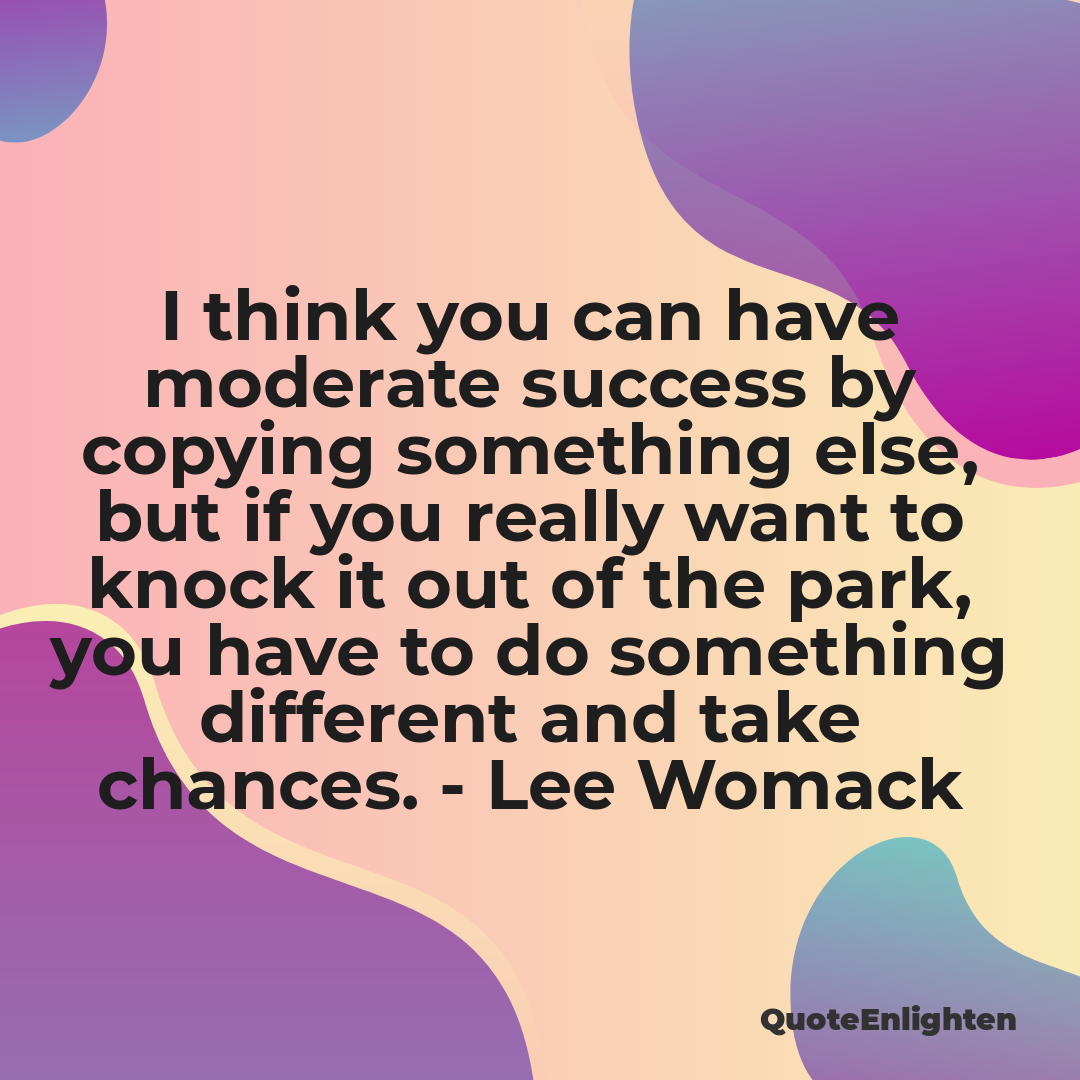 I think you can have
moderate success by
copying something else,
but if you really want to
knock it out of the park,
you have to do something
different and take
chances. - Lee Womack
QuoteEnlighten